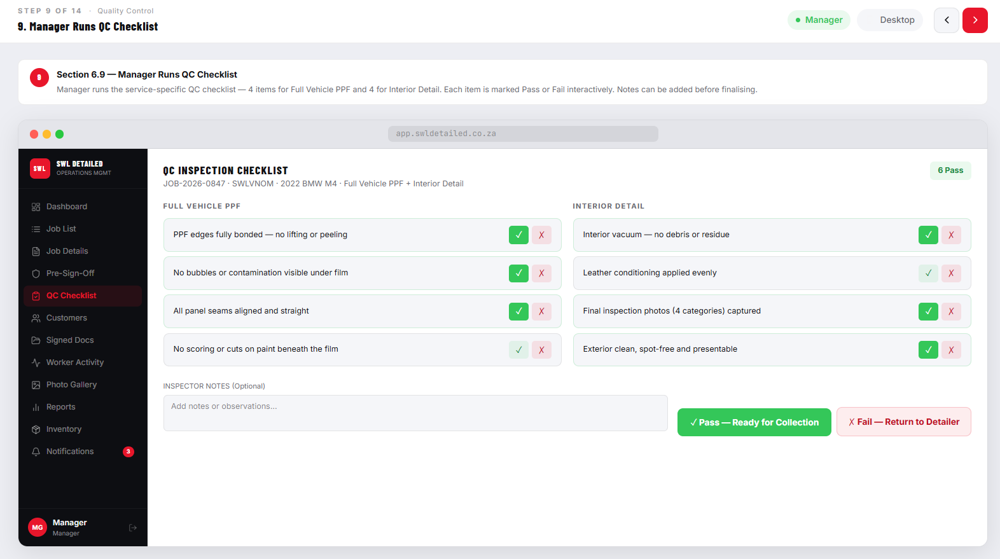 STEP 9 OF 14 · Quality Control
9. Manager Runs QC Checklist
Manager
Desktop
9
Section 6.9 — Manager Runs QC Checklist
Manager runs the service-specific QC checklist — 4 items for Full Vehicle PPF and 4 for Interior Detail. Each item is marked Pass or Fail interactively. Notes can be added before finalising.
app.swldetailed.co.za
SWL
SWL DETAILED
OPERATIONS MGMT
Dashboard
Job List
Job Details
Pre-Sign-Off
QC Checklist
Customers
Signed Docs
Worker Activity
Photo Gallery
Reports
Inventory
Notifications 3
MG
Manager
Manager
QC INSPECTION CHECKLIST
JOB-2026-0847 · SWLVNOM · 2022 BMW M4 · Full Vehicle PPF + Interior Detail
6 Pass
FULL VEHICLE PPF
PPF edges fully bonded — no lifting or peeling ✓ ✗
No bubbles or contamination visible under film ✓ ✗
All panel seams aligned and straight ✓ ✗
No scoring or cuts on paint beneath the film ✓ ✗
INTERIOR DETAIL
Interior vacuum — no debris or residue ✓ ✗
Leather conditioning applied evenly ✓ ✗
Final inspection photos (4 categories) captured ✓ ✗
Exterior clean, spot-free and presentable ✓ ✗
INSPECTOR NOTES (Optional)
Add notes or observations...
✓ Pass — Ready for Collection
✗ Fail — Return to Detailer